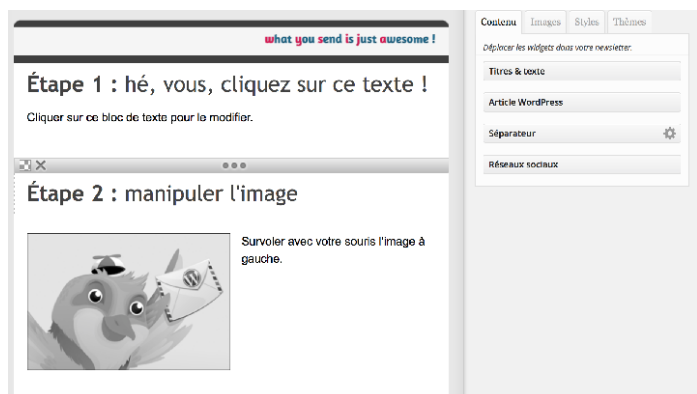 what you send is just awesome !
Étape 1 : hé, vous, cliquez sur ce texte !
Cliquer sur ce bloc de texte pour le modifier.
Étape 2 : manipuler l'image
Survoler avec votre souris l'image à
gauche.
Contenu Images Styles Thèmes
Déplacer les widgets dans votre newsletter.
Titres & texte
Article WordPress
Séparateur
Réseaux sociaux